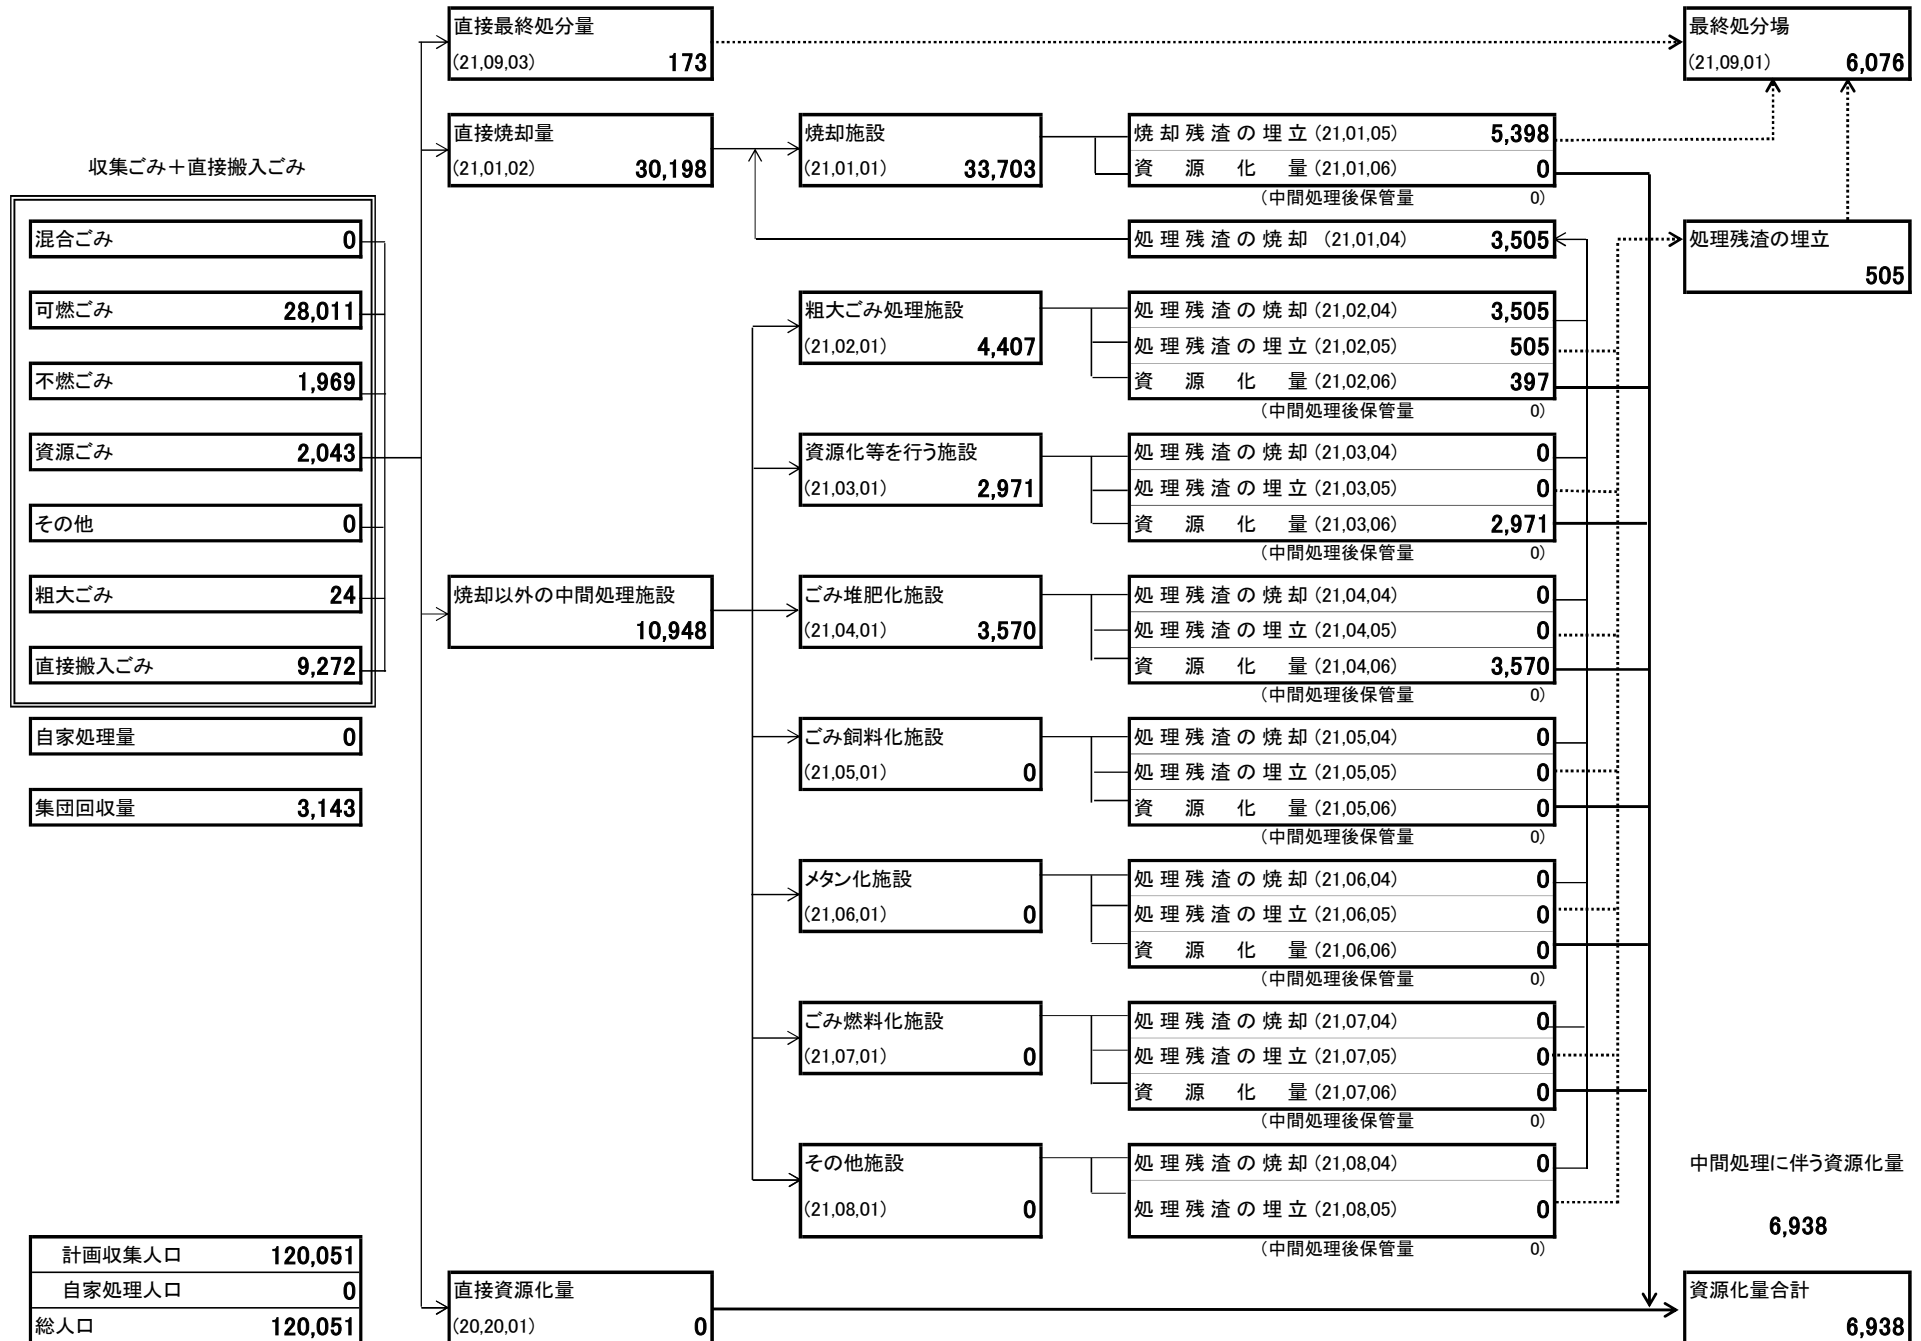 収集ごみ＋直接搬入ごみ
混合ごみ 0
可燃ごみ 28,011
不燃ごみ 1,969
資源ごみ 2,043
その他 0
粗大ごみ 24
直接搬入ごみ 9,272
自家処理量 0
集団回収量 3,143
計画収集人口 120,051
自家処理人口 0
総人口 120,051
直接最終処分量
(21,09,03) 173
直接焼却量
(21,01,02) 30,198
焼却以外の中間処理施設
10,948
直接資源化量
(20,20,01) 0
焼却施設
(21,01,01) 33,703
焼却残渣の埋立 (21,01,05) 5,398
資源化量 (21,01,06) 0
(中間処理後保管量 0)
処理残渣の焼却 (21,01,04) 3,505
粗大ごみ処理施設
(21,02,01) 4,407
処理残渣の焼却 (21,02,04) 3,505
処理残渣の埋立 (21,02,05) 505
資源化量 (21,02,06) 397
(中間処理後保管量 0)
資源化等を行う施設
(21,03,01) 2,971
処理残渣の焼却 (21,03,04) 0
処理残渣の埋立 (21,03,05) 0
資源化量 (21,03,06) 2,971
(中間処理後保管量 0)
ごみ堆肥化施設
(21,04,01) 3,570
処理残渣の焼却 (21,04,04) 0
処理残渣の埋立 (21,04,05) 0
資源化量 (21,04,06) 3,570
(中間処理後保管量 0)
ごみ飼料化施設
(21,05,01) 0
処理残渣の焼却 (21,05,04) 0
処理残渣の埋立 (21,05,05) 0
資源化量 (21,05,06) 0
(中間処理後保管量 0)
メタン化施設
(21,06,01) 0
処理残渣の焼却 (21,06,04) 0
処理残渣の埋立 (21,06,05) 0
資源化量 (21,06,06) 0
(中間処理後保管量 0)
ごみ燃料化施設
(21,07,01) 0
処理残渣の焼却 (21,07,04) 0
処理残渣の埋立 (21,07,05) 0
資源化量 (21,07,06) 0
(中間処理後保管量 0)
その他施設
(21,08,01) 0
処理残渣の焼却 (21,08,04) 0
処理残渣の埋立 (21,08,05) 0
(中間処理後保管量 0)
最終処分場
(21,09,01) 6,076
処理残渣の埋立
505
中間処理に伴う資源化量
6,938
資源化量合計
6,938